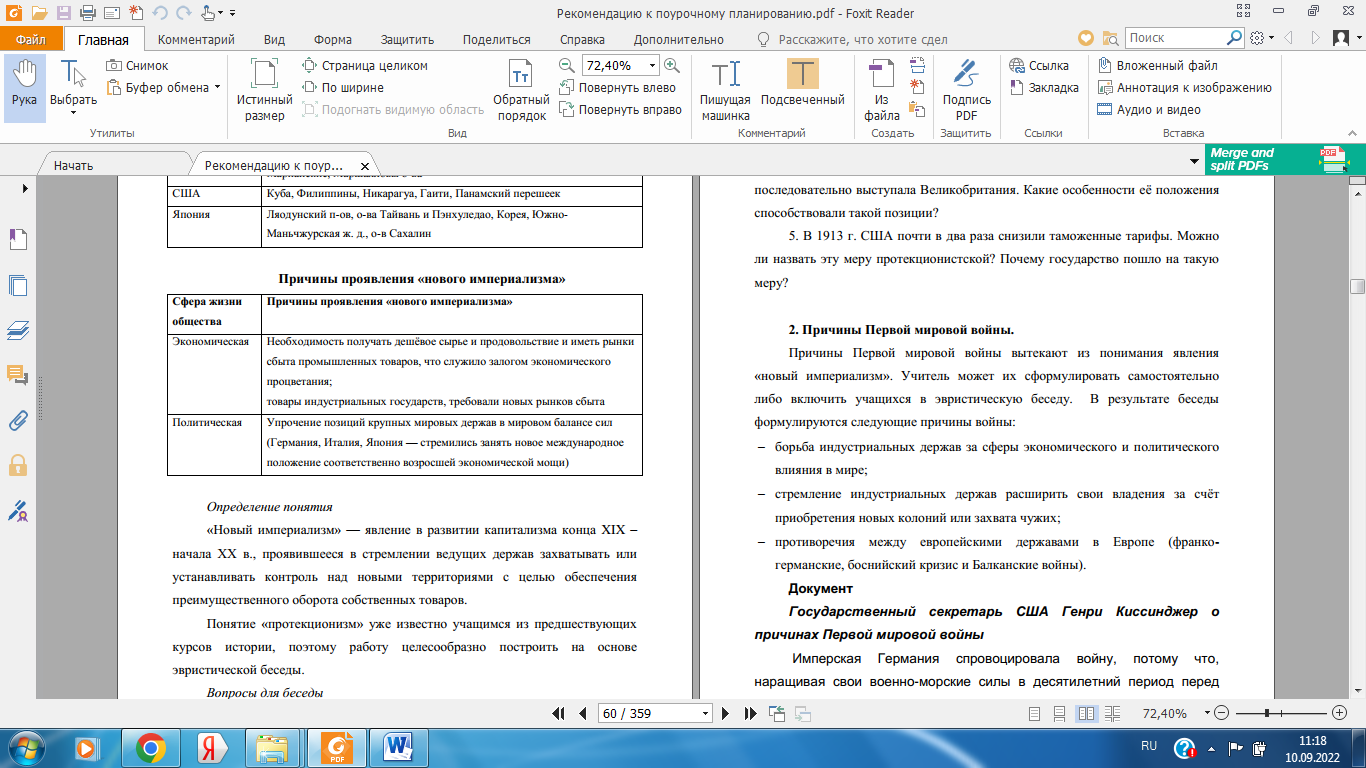 Рекомендацию к поурочному планированию.pdf - Foxit Reader
Файл
Главная
Комментарий
Вид
Форма
Защитить
Поделиться
Справка
Дополнительно
Расскажите, что хотите сдел
Поиск
Рука
Выбрать
Снимок
Буфер обмена
Утилиты
Истинный размер
Страница целиком
По ширине
Подогнать видимую область
Обратный порядок
72,40%
Повернуть влево
Повернуть вправо
Вид
Пишущая машинка
Подсвеченный
Комментарий
Из файла
Создать
Подпись PDF
Защитить
Ссылка
Закладка
Ссылки
Вложенный файл
Аннотация к изображению
Аудио и видео
Вставка
Начать
Рекомендацию к поур...
Merge and
split PDFs
PDF
США
Куба, Филиппины, Никарагуа, Гаити, Панамский перешеек
Япония
Ляодунский п-ов, о-ва Тайвань и Пэнхуледао, Корея, Южно-
Маньчжурская ж. д., о-в Сахалин
Причины проявления «нового империализма»
Сфера жизни
общества
Причины проявления «нового империализма»
Экономическая
Необходимость получать дешёвое сырье и продовольствие и иметь рынки
сбыта промышленных товаров, что служило залогом экономического
процветания;
товары индустриальных государств, требовали новых рынков сбыта
Политическая
Упрочение позиций крупных мировых держав в мировом балансе сил
(Германия, Италия, Япония — стремились занять новое международное
положение соответственно возросшей экономической мощи)
Определение понятия
«Новый империализм» — явление в развитии капитализма конца XIX –
начала XX в., проявившееся в стремлении ведущих держав захватывать или
устанавливать контроль над новыми территориями с целью обеспечения
преимущественного оборота собственных товаров.
Понятие «протекционизм» уже известно учащимся из предшествующих
курсов истории, поэтому работу целесообразно построить на основе
эвристической беседы.
Вопросы для беседы
последовательно выступала Великобритания. Какие особенности её положения
способствовали такой позиции?
5. В 1913 г. США почти в два раза снизили таможенные тарифы. Можно
ли назвать эту меру протекционистской? Почему государство пошло на такую
меру?
2. Причины Первой мировой войны.
Причины Первой мировой войны вытекают из понимания явления
«новый империализм». Учитель может их сформулировать самостоятельно
либо включить учащихся в эвристическую беседу. В результате беседы
формулируются следующие причины войны:
– борьба индустриальных держав за сферы экономического и политического
влияния в мире;
– стремление индустриальных держав расширить свои владения за счёт
приобретения новых колоний или захвата чужих;
– противоречия между европейскими державами в Европе (франко-
германские, боснийский кризис и Балканские войны).
Документ
Государственный секретарь США Генри Киссинджер о
причинах Первой мировой войны
Имперская Германия спровоцировала войну, потому что,
наращивая свои военно-морские силы в десятилетний период перед
60 / 359
72,40%
RU
11:18
10.09.2022